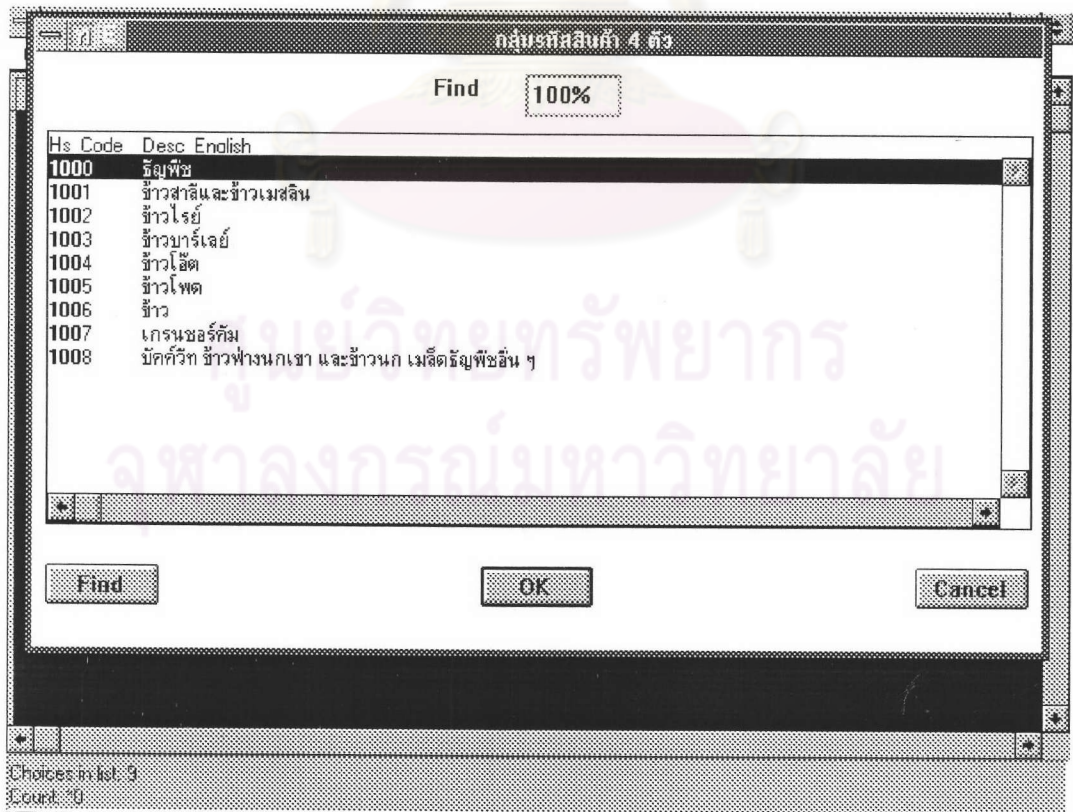 กลุ่มรหัสสินค้า 4 ตัว
Find 100%
Hs Code Desc English
1000 ธัญพืช
1001 ข้าวสาลีและข้าวเมสลิน
1002 ข้าวไรย์
1003 ข้าวบาร์เลย์
1004 ข้าวโอ๊ต
1005 ข้าวโพด
1006 ข้าว
1007 เกรนซอร์กัม
1008 บัคค์วีท ข้าวฟ่างนกเขา และข้าวนก เมล็ดธัญพืชอื่น ๆ
ศูนย์วิทยทรัพยากร
จุฬาลงกรณ์มหาวิทยาลัย
Find OK Cancel
Choices in list: 9
Count: *0